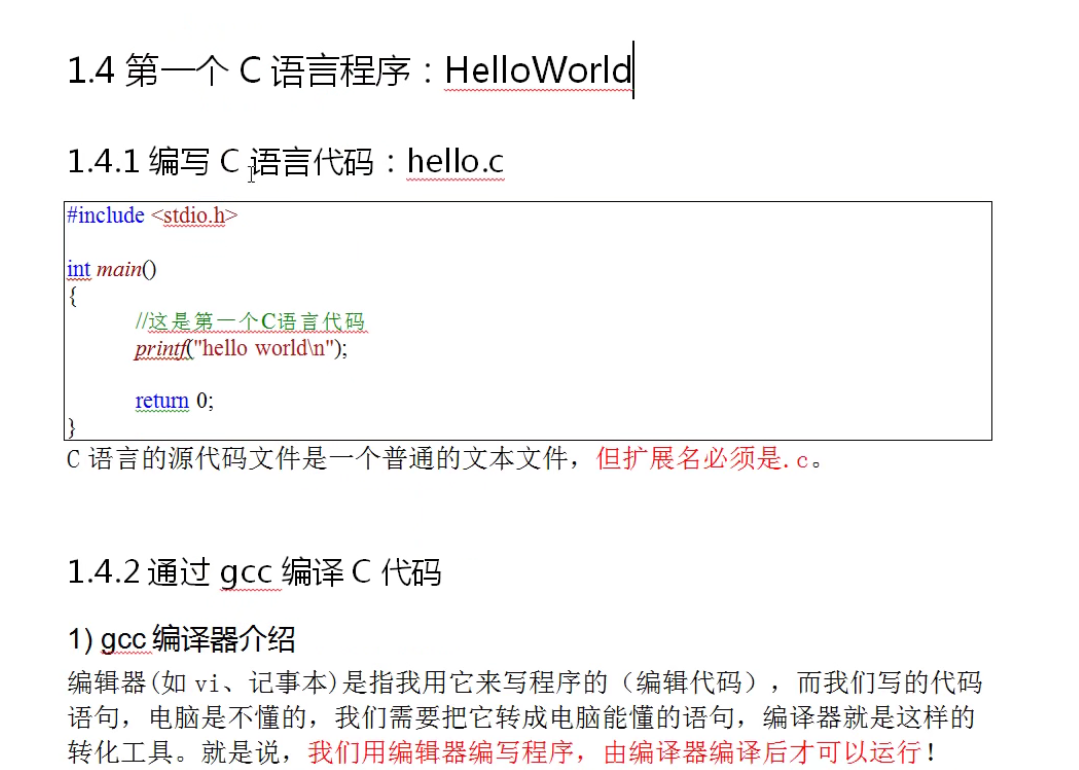 1.4 第一个 C 语言程序：HelloWorld
1.4.1 编写 C 语言代码：hello.c
#include <stdio.h>
int main()
{
//这是第一个C语言代码
printf("hello world\n");
return 0;
}
C 语言的源代码文件是一个普通的文本文件，但扩展名必须是.c。
1.4.2 通过 gcc 编译 C 代码
1) gcc 编译器介绍
编辑器(如 vi、记事本)是指我用它来写程序的（编辑代码），而我们写的代码
语句，电脑是不懂的，我们需要把它转成电脑能懂的语句，编译器就是这样的
转化工具。就是说，我们用编辑器编写程序，由编译器编译后才可以运行！